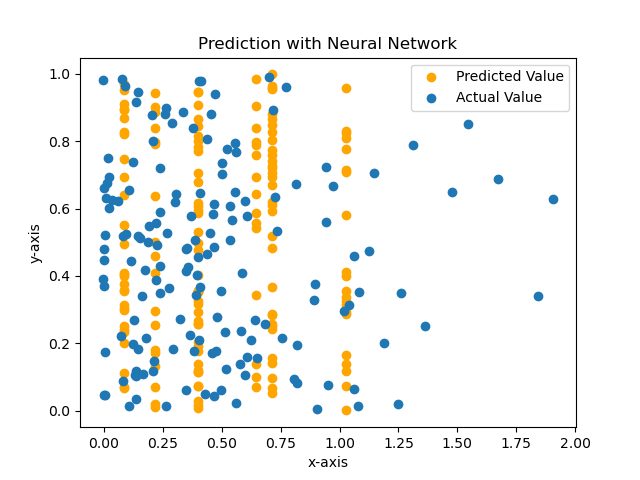 Prediction with Neural Network
Predicted Value
Actual Value
y-axis
1.0
0.8
0.6
0.4
0.2
0.0
0.00 0.25 0.50 0.75 1.00 1.25 1.50 1.75 2.00
x-axis